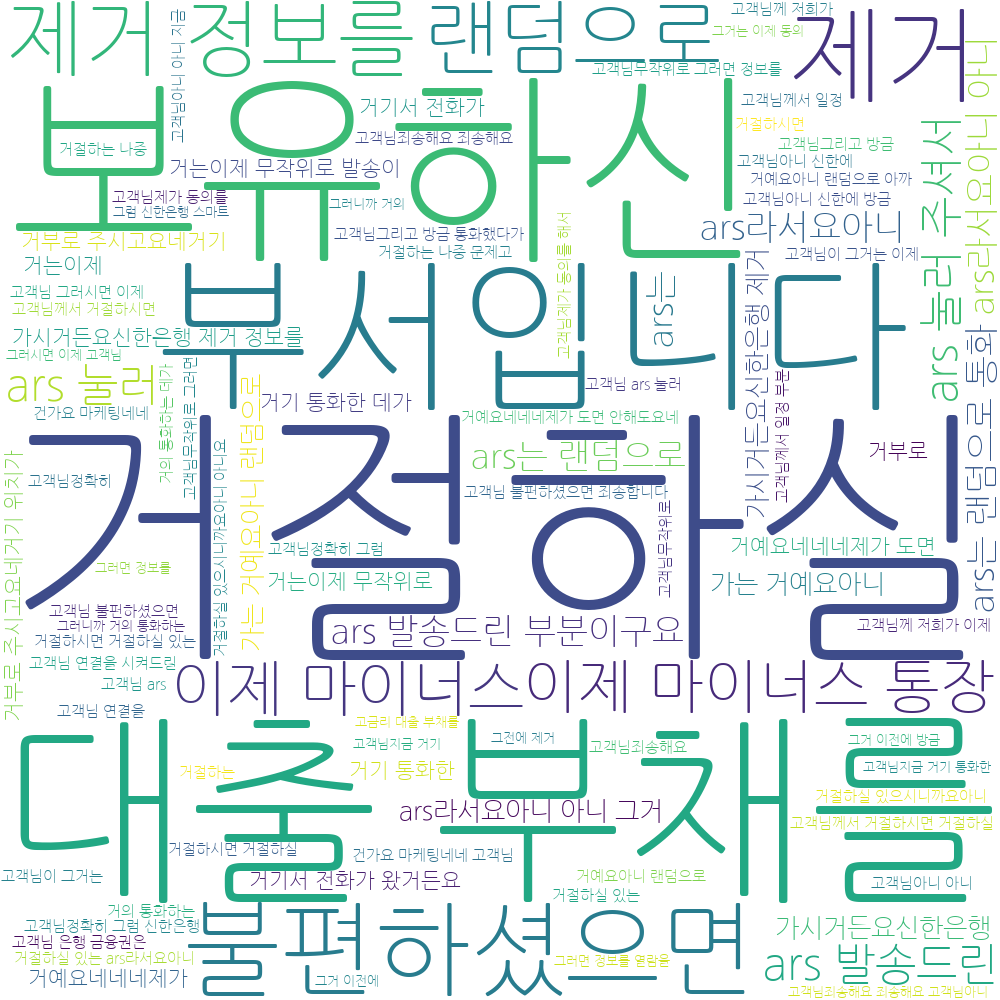 제거 정보를 랜덤으로
제거
고객님아니 아니 지금
고객님께 저희가
그거는 이제 동의
고객님무작위로 그러면 정보를
보유하신
거기서 전화가
고객님께서 일정
거절하시면
고객님죄송해요 죄송해요
고객님그리고 방금
거절하는 나중
거는이제 무작위로 발송이
고객님아니 신한에
거예요아니 랜덤으로 아까
고객님제가 동의를
그럼 신한은행 스마트
그러니까 거의
고객님아니 신한에 방금
ars라서요아니
거부로 주시고요네거기
고객님그리고 방금 통화했다가
거절하는 나중 문제고
고객님이 그거는 이제
거는이제
부서입니다
고객님 그러시면 이제
고객님께서 거절하시면
가시거든요신한은행 제거 정보를
그러시면 이제 고객님
고객님제가 동의를 해서
ars는
가시거든요신한은행 제거
ars 눌러 주셔서
ars라서요아니 아니
ars 눌러
고객님 ars 눌러
건가요 마케팅네네
거기 통화한 데가
거의 통화하는 데가
고객님무작위로 그러면
가는 거예요아니 랜덤으로
거예요네네네제가 도면 안해도요네
고객님께서 일정 부분
거절하실
거부로
ars는 랜덤으로
ars는 랜덤으로 통화
고객님정확히
고객님 불펀하셨으면 죄송합니다
고객님무작위로
거부로 주시고요네거기 위치가
거절하실 있으시니까요아니 아니요
고객님정확히 그럼
거예요네네네제가 도면
그러면 정보를
거는이제 무작위로
가는 거예요아니
고객님 불펀하셨으면
그러니까 거의 통화하는
거절하시면 거절하실 있는
ars 발송드린 부분이구요
고객님께 저희가 이제
고객님 연결을 시켜드린
고객님 ars
이제 마이너스이제 마이너스 통장
고객님 연결을
고금리 대출 부채를
그전에 제거
그거 이전에 방금
대출 부채를
고객님지금 거기
고객님죄송해요
고객님지금 거기 통화한
거절하는
거기 통화한
거절하실 있으시니까요아니
ars라서요아니 아니 그거
고객님께서 거절하시면 거절하실
거절하시면 거절하실
건가요 마케팅네네 고객님
고객님이 그거는
거기서 전화가 왔거든요
거예요아니 랜덤으로
고객님아니 아니
거절하실 있는
거의 통화하는
불편하셨으면
고객님정확히 그럼 신한은행
가시거든요신한은행
고객님 은행 금융권은
거절하실 있는 ars라서요아니
그러면 정보를 열람은
ars 발송드린
거예요네네네제가
그거 이전에
고객님죄송해요 죄송해요 고객님아니